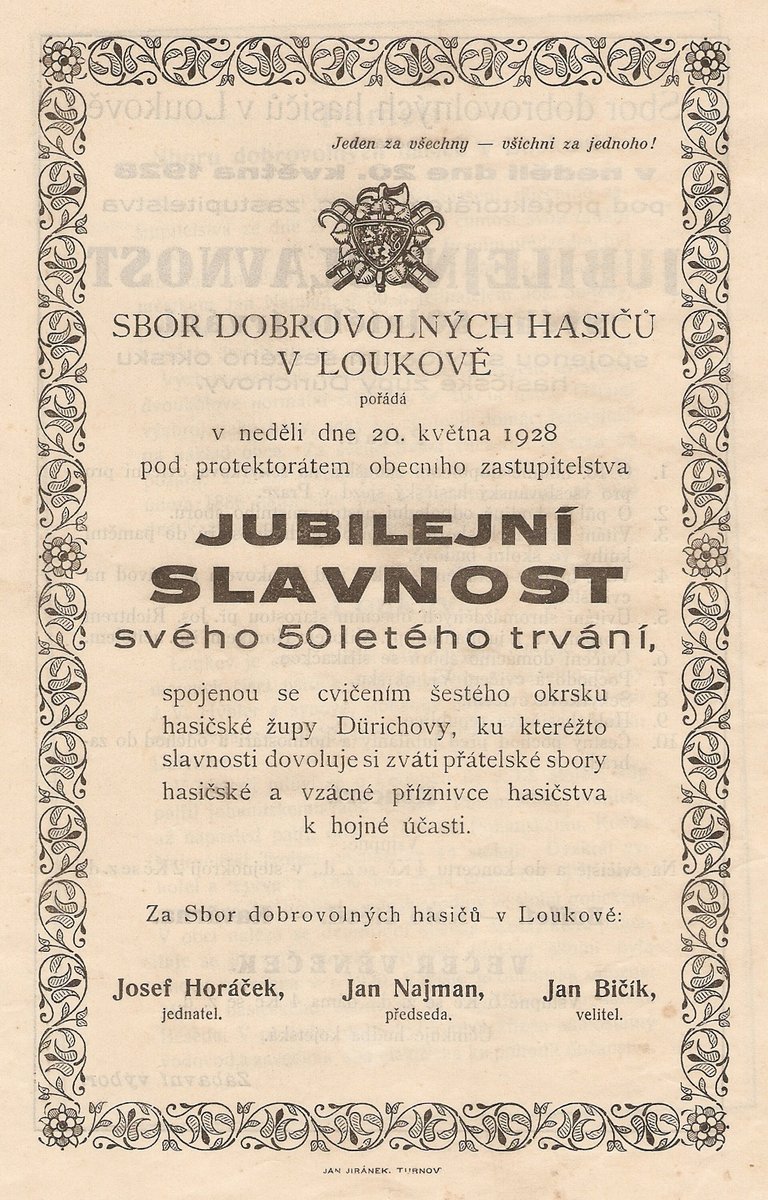 Jeden za všechny — všichni za jednoho!
SBOR DOBROVOLNÝCH HASIČŮ
V LOUKOVĚ
pořádá
v neděli dne 20. května 1928
pod protektorátem obecního zastupitelstva
JUBILEJNÍ
SLAVNOST
svého 50letého trvání,
spojenou se cvičením šestého okrsku
hasičské župy Dürichovy, ku kteréžto
slavnosti dovoluje si zváti přátelské sbory
hasičské a vzácné příznivce hasičstva
k hojné účasti.
Za Sbor dobrovolných hasičů v Loukově:
Josef Horáček, Jan Najman, Jan Bičík,
jednatel. předseda. velitel.
JAN JIRÁNEK, TURNOV